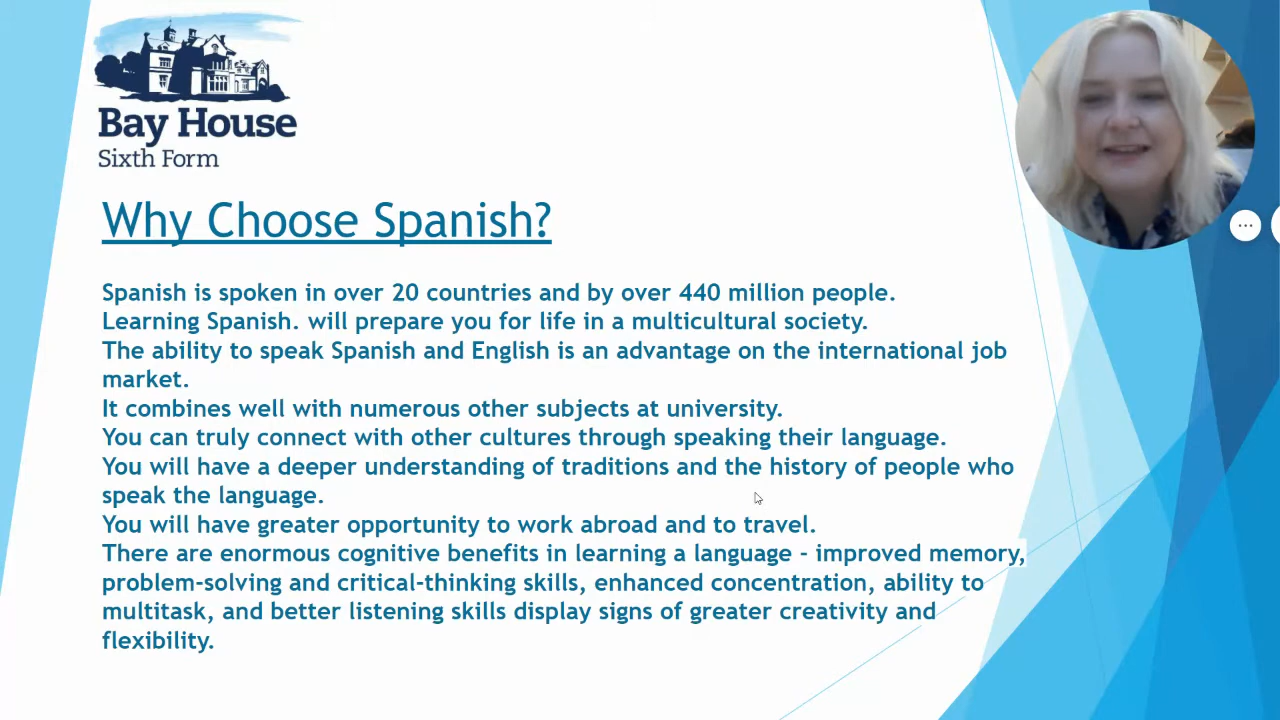 Bay House
Sixth Form
Why Choose Spanish?
Spanish is spoken in over 20 countries and by over 440 million people.
Learning Spanish. will prepare you for life in a multicultural society.
The ability to speak Spanish and English is an advantage on the international job
market.
It combines well with numerous other subjects at university.
You can truly connect with other cultures through speaking their language.
You will have a deeper understanding of traditions and the history of people who
speak the language.
You will have greater opportunity to work abroad and to travel.
There are enormous cognitive benefits in learning a language - improved memory,
problem-solving and critical-thinking skills, enhanced concentration, ability to
multitask, and better listening skills display signs of greater creativity and
flexibility.